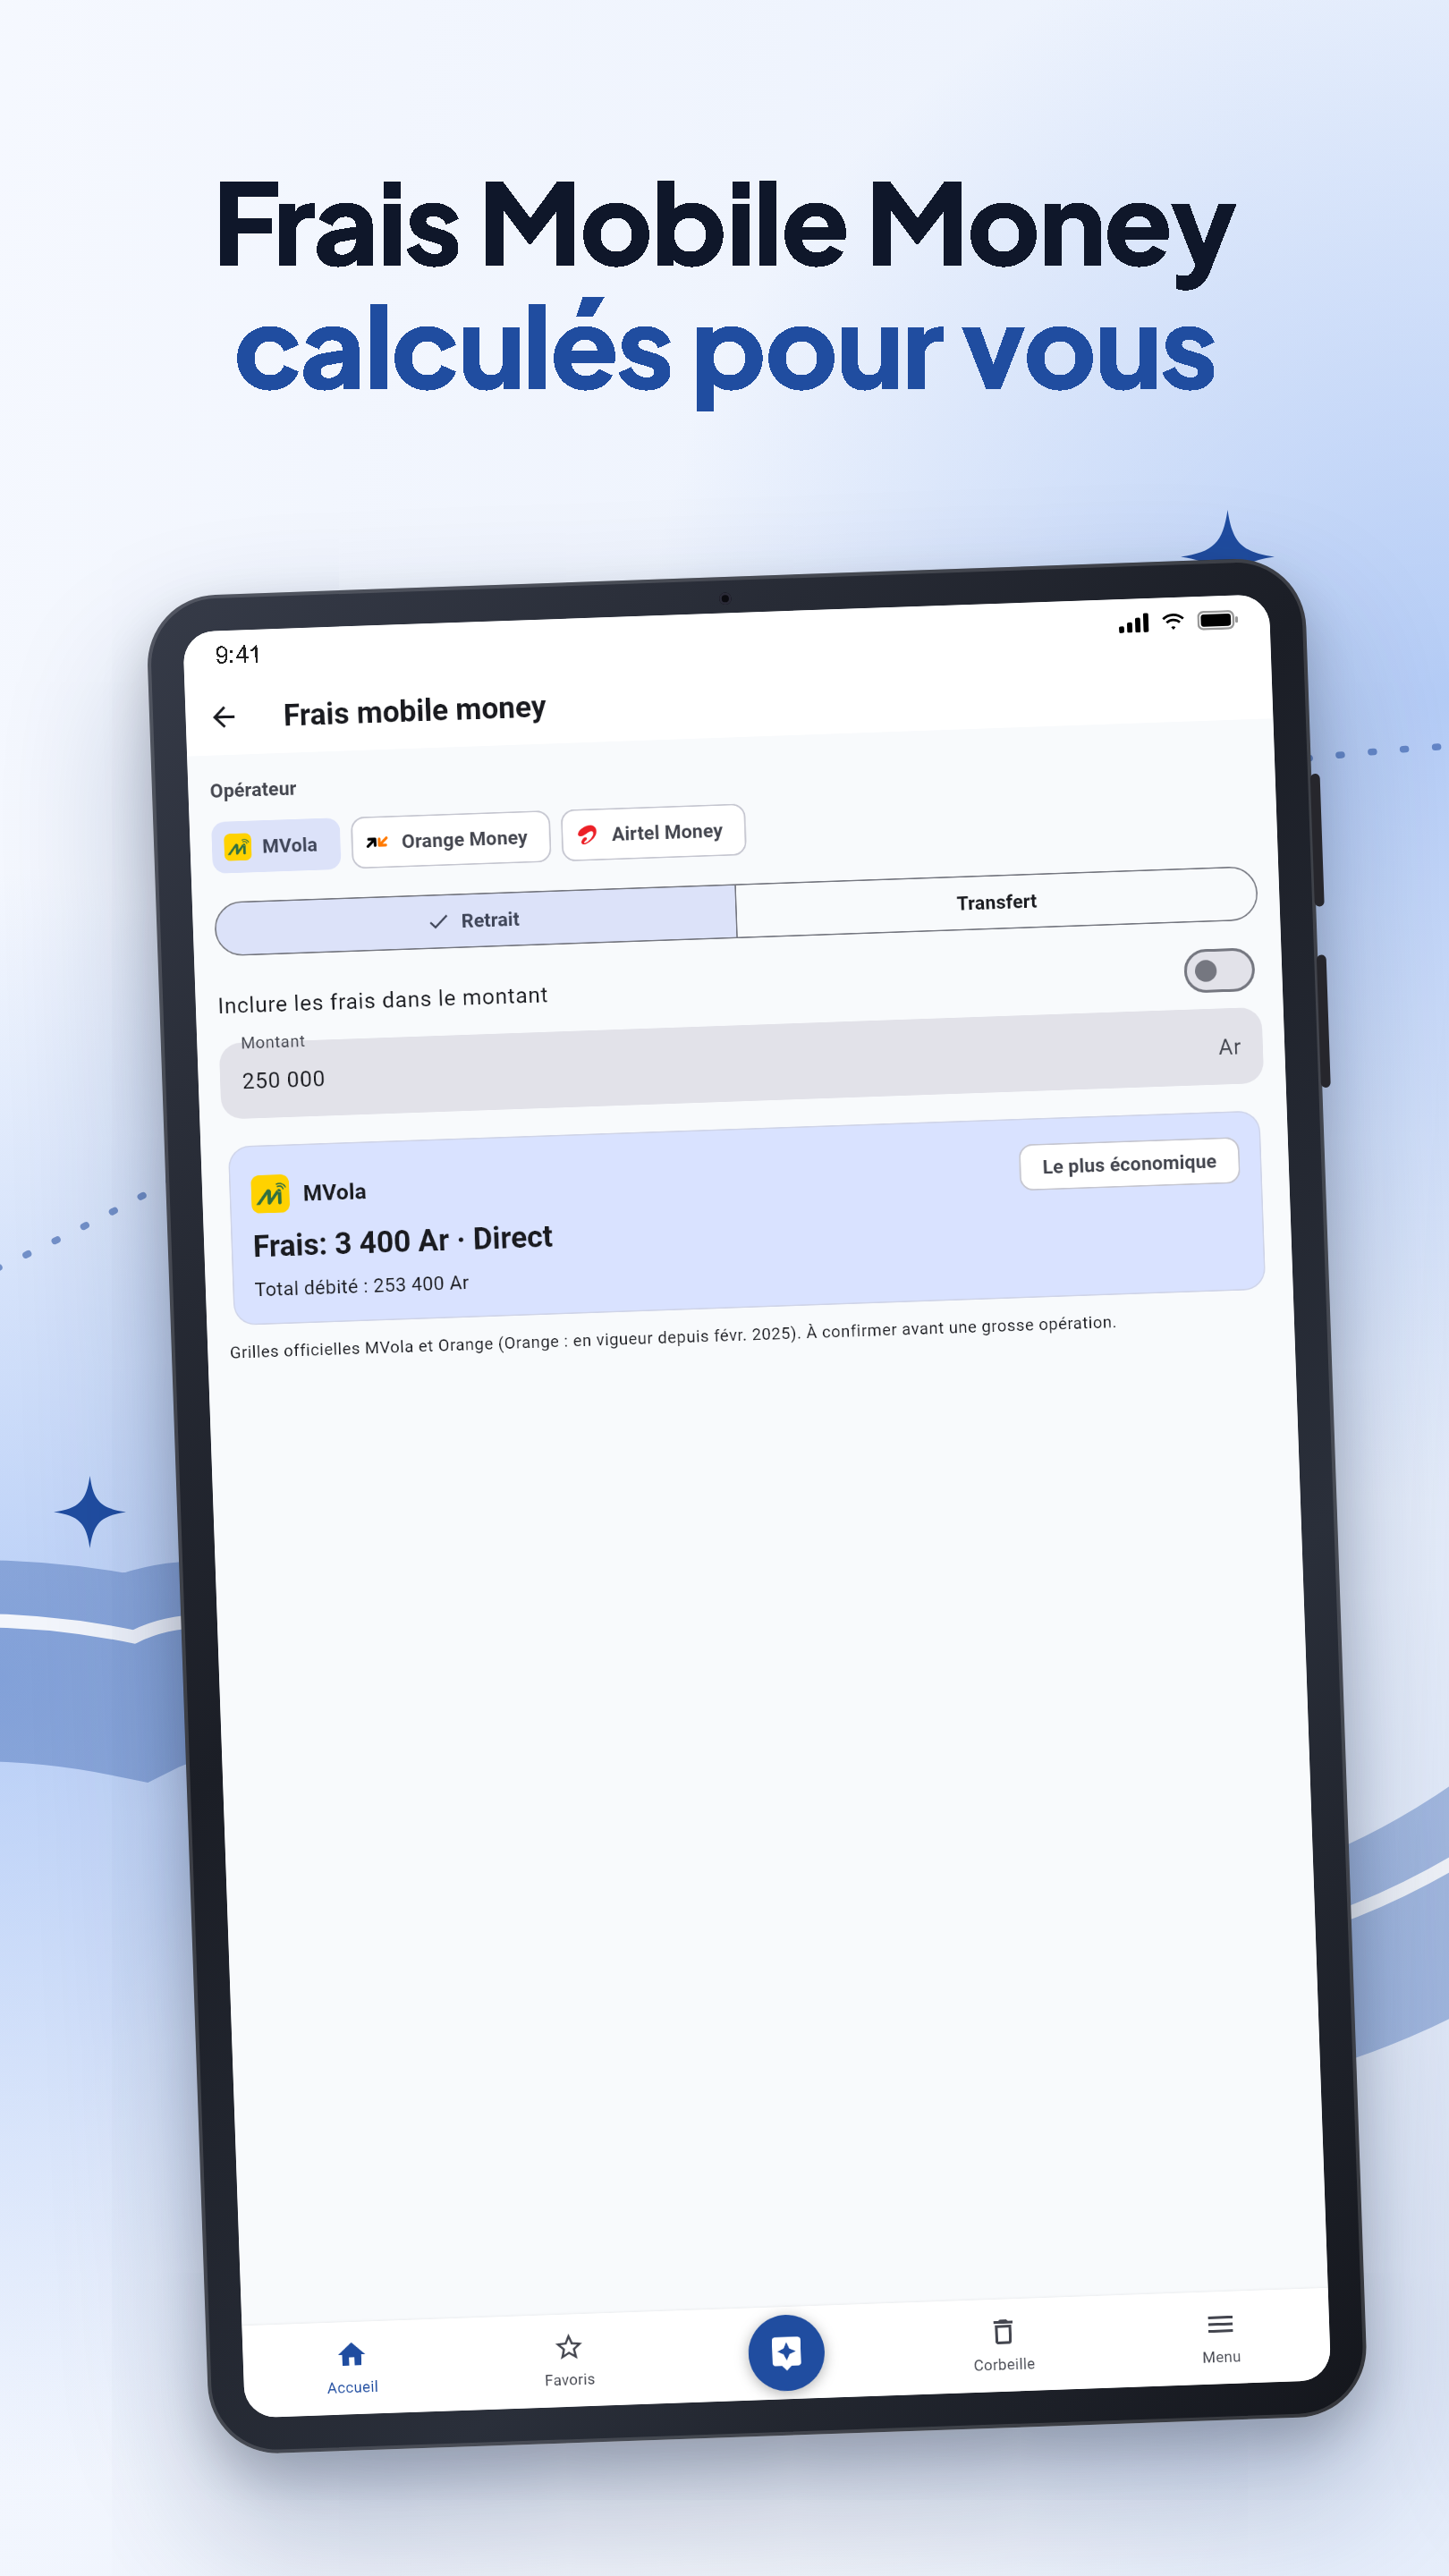 Frais Mobile Money
calculés pour vous
9:41
Frais mobile money
Opérateur
MVola
Orange Money
Airtel Money
Retrait
Transfert
Inclure les frais dans le montant
Montant
250 000
Ar
MVola
Le plus économique
Frais: 3 400 Ar · Direct
Total débité : 253 400 Ar
Grilles officielles MVola et Orange (Orange : en vigueur depuis févr. 2025). À confirmer avant une grosse opération.
Accueil
Favoris
Corbeille
Menu